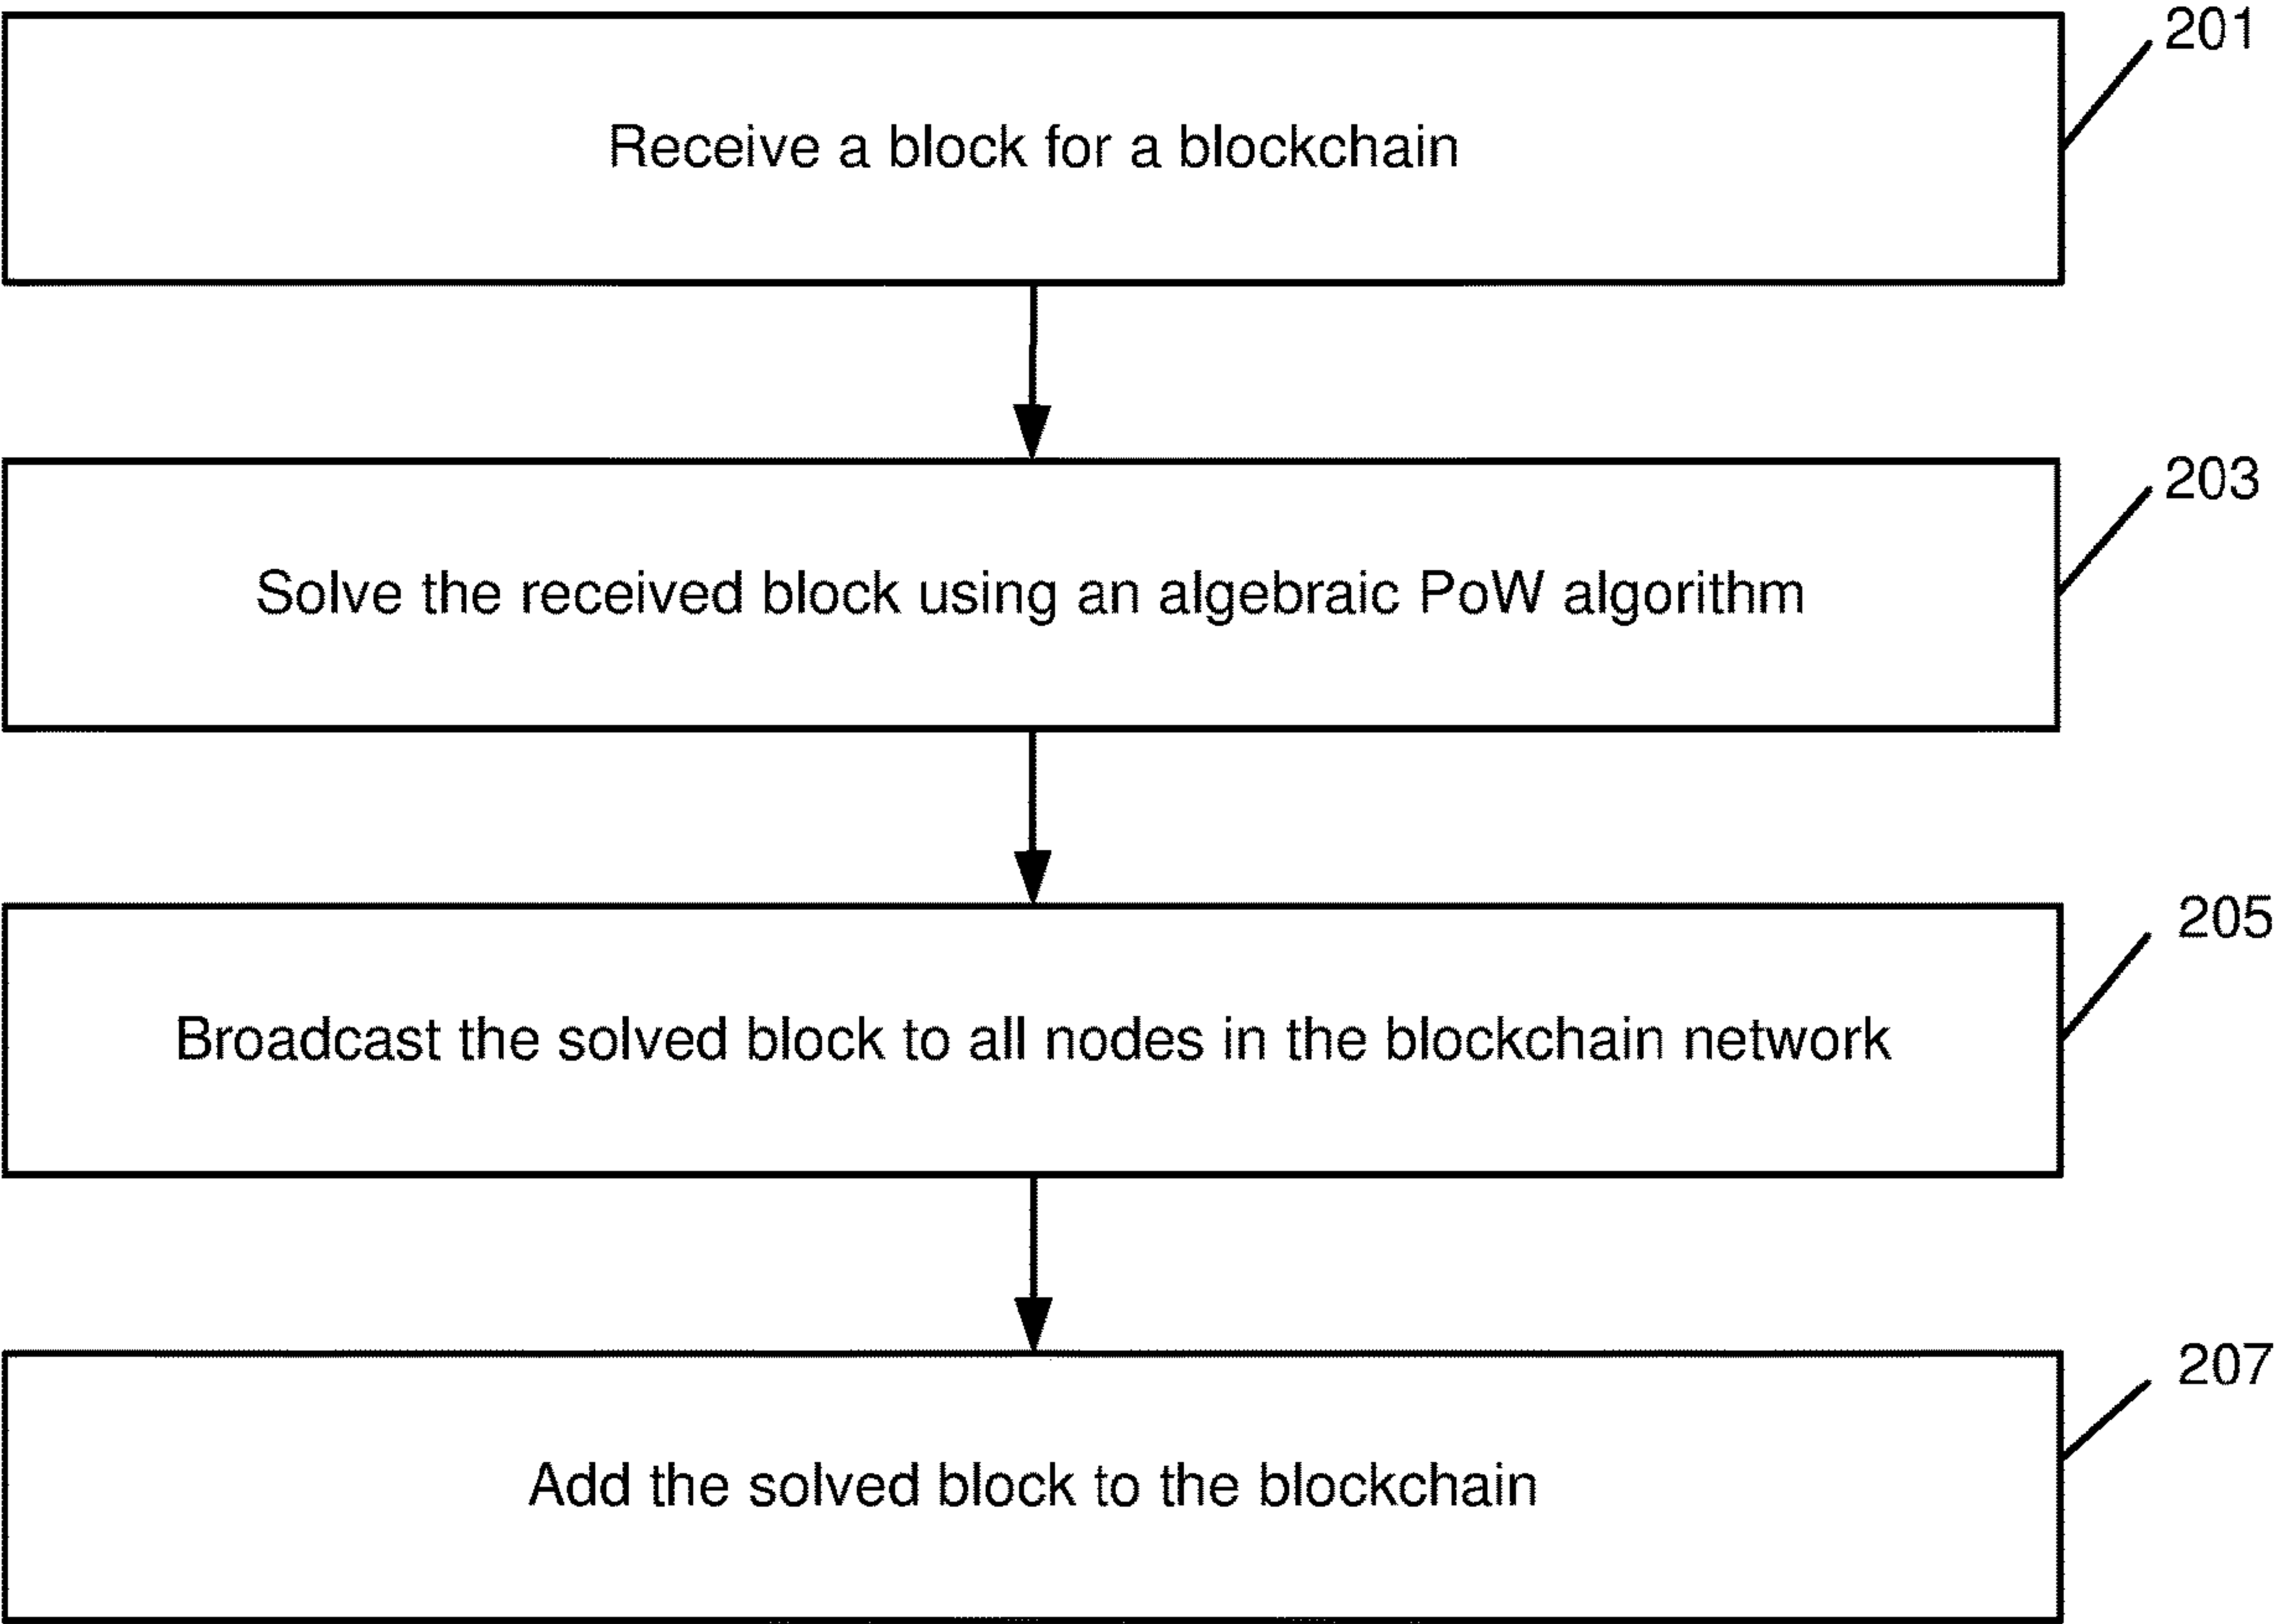 201
Receive a block for a blockchain
203
Solve the received block using an algebraic PoW algorithm
205
Broadcast the solved block to all nodes in the blockchain network
207
Add the solved block to the blockchain